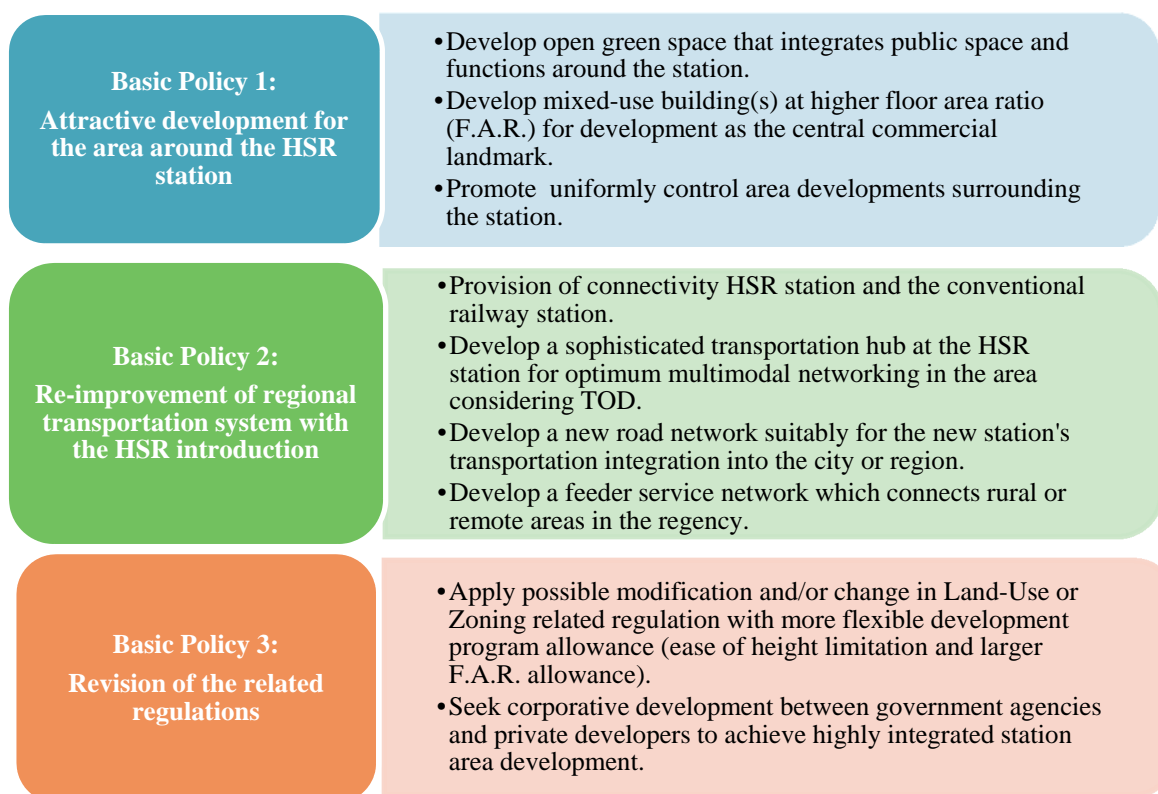 Basic Policy 1:
Attractive development for
the area around the HSR
station
•Develop open green space that integrates public space and
functions around the station.
•Develop mixed-use building(s) at higher floor area ratio
(F.A.R.) for development as the central commercial
landmark.
•Promote  uniformly control area developments surrounding
the station.
Basic Policy 2:
Re-improvement of regional
transportation system with
the HSR introduction
•Provision of connectivity HSR station and the conventional
railway station.
•Develop a sophisticated transportation hub at the HSR
station for optimum multimodal networking in the area
considering TOD.
•Develop a new road network suitably for the new station's
transportation integration into the city or region.
•Develop a feeder service network which connects rural or
remote areas in the regency.
Basic Policy 3:
Revision of the related
regulations
•Apply possible modification and/or change in Land-Use or
Zoning related regulation with more flexible development
program allowance (ease of height limitation and larger
F.A.R. allowance).
•Seek corporative development between government agencies
and private developers to achieve highly integrated station
area development.